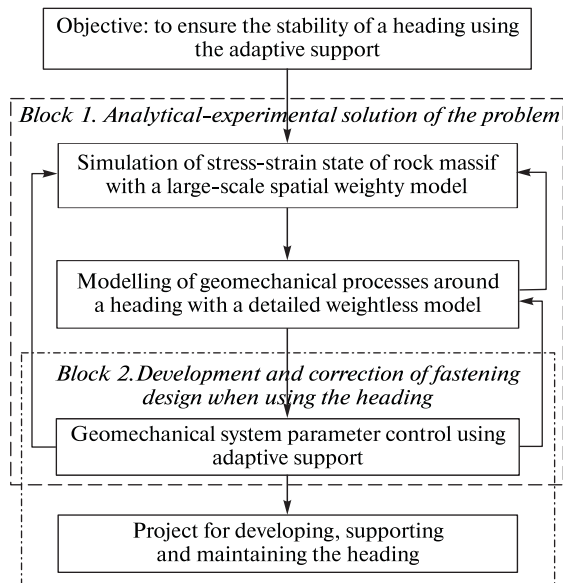 Objective: to ensure the stability of a heading using
the adaptive support
Block 1. Analytical-experimental solution of the problem
Simulation of stress-strain state of rock massif
with a large-scale spatial weighty model
Modelling of geomechanical processes around
a heading with a detailed weightless model
Block 2. Development and correction of fastening
design when using the heading
Geomechanical system parameter control using
adaptive support
Project for developing, supporting
and maintaining the heading